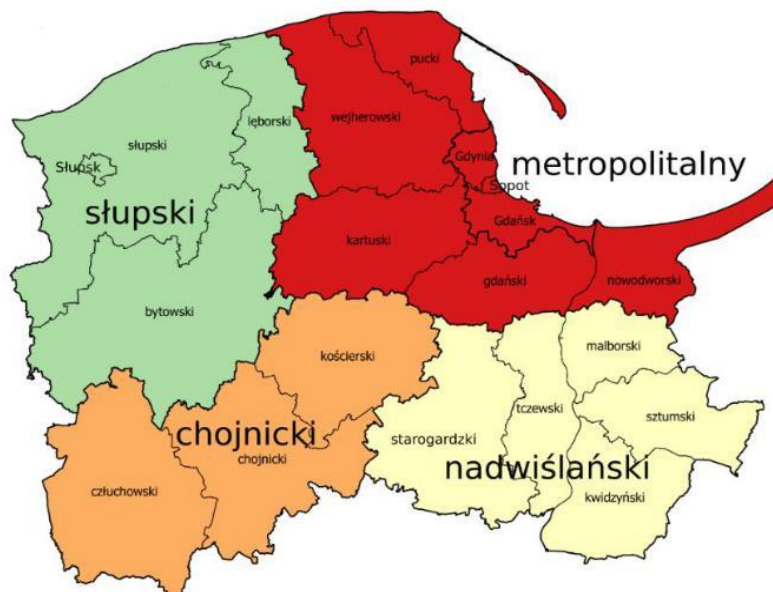 pucki
wejherowski
lęborski
słupski
Gdynia
metropolitalny
Słupsk
Sopot
słupski
Gdańsk
kartuski
gdański
nowodworski
bytowski
malborski
kościerski
tczewski
sztumski
chojnicki
starogardzki
chojnicki
nadwiślański
człuchowski
kwidzyński